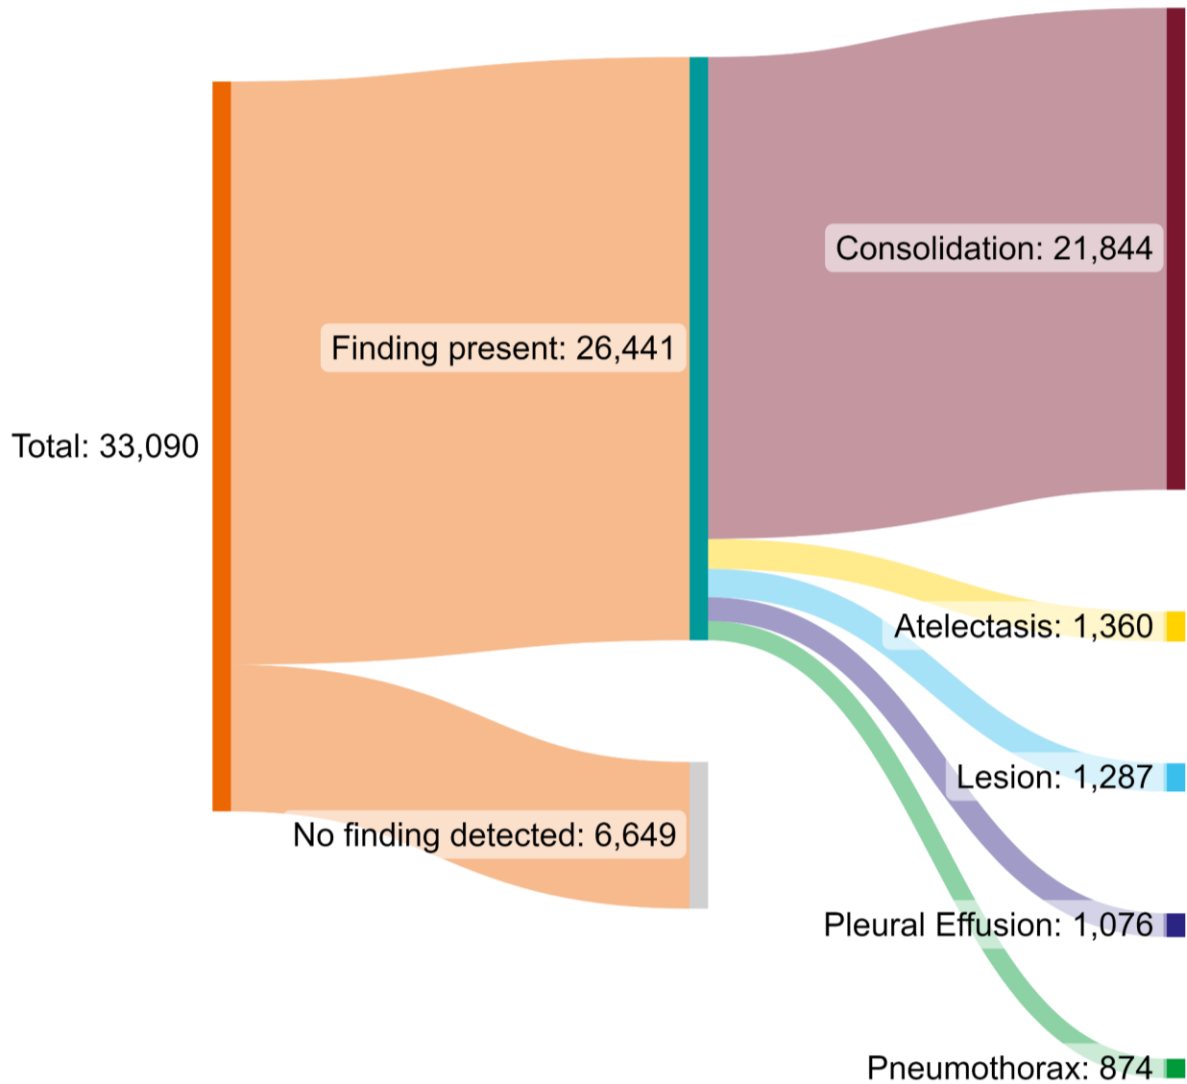 Total: 33,090
Finding present: 26,441
No finding detected: 6,649
Consolidation: 21,844
Atelectasis: 1,360
Lesion: 1,287
Pleural Effusion: 1,076
Pneumothorax: 874